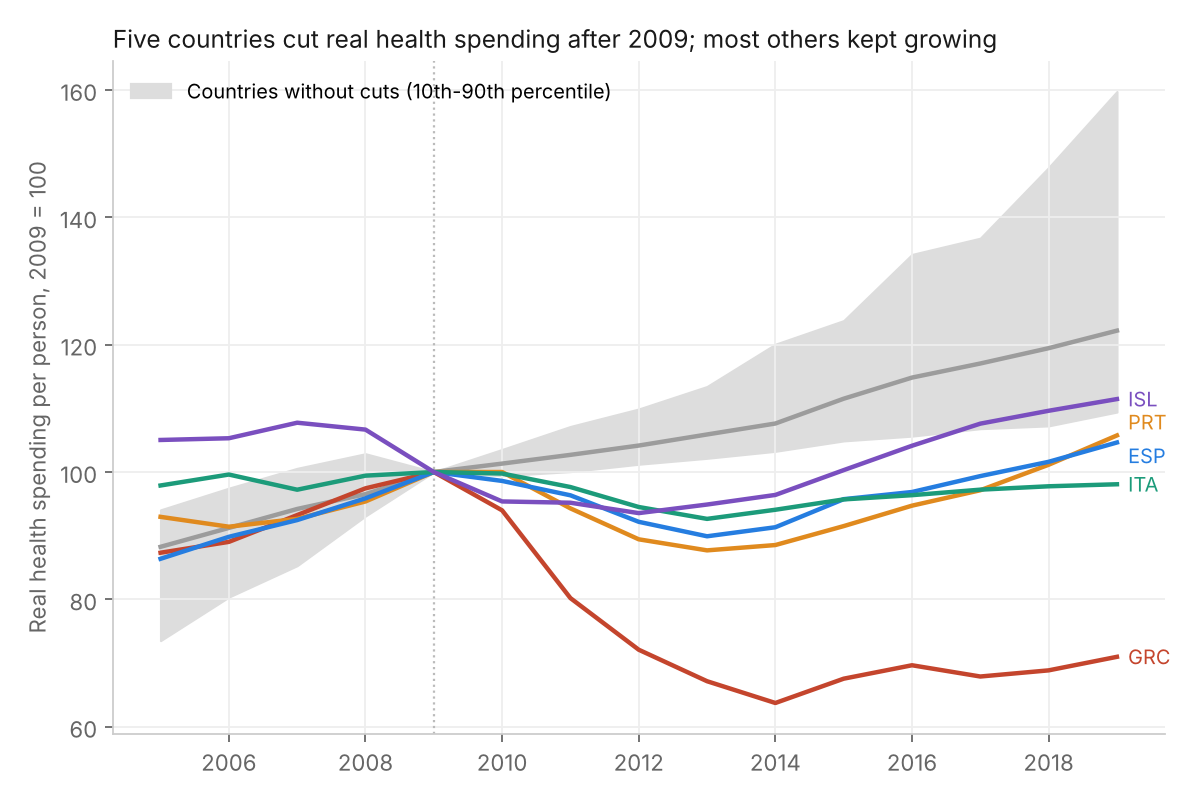 Five countries cut real health spending after 2009; most others kept growing
Countries without cuts (10th-90th percentile)
Real health spending per person, 2009 = 100
160
140
120
100
80
60
2006
2008
2010
2012
2014
2016
2018
ISL
PRT
ESP
ITA
GRC